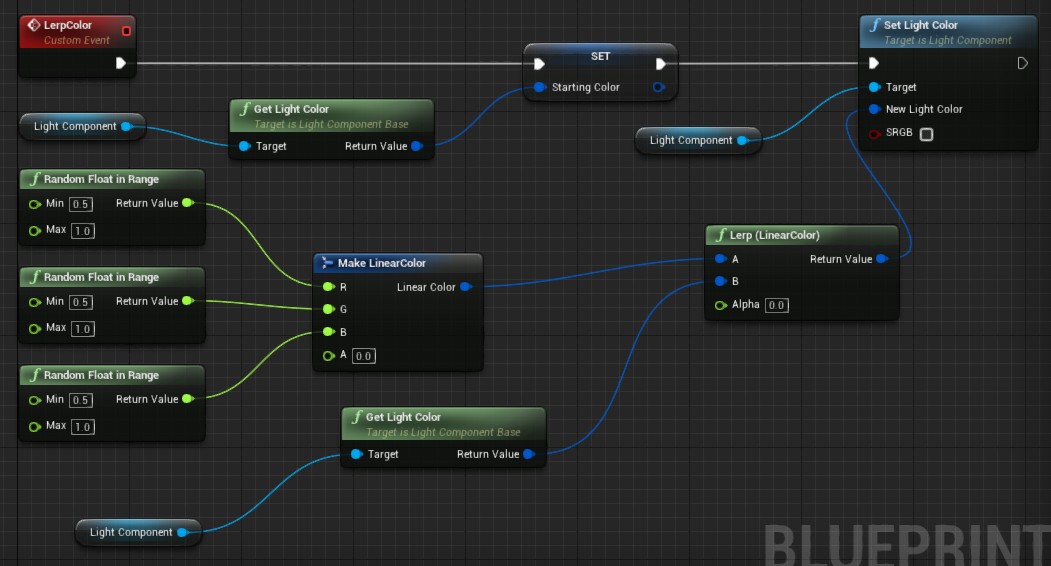 LerpColor
Custom Event
SET
Starting Color
Set Light Color
Target is Light Component
Target
New Light Color
SRGB
Light Component
Get Light Color
Target is Light Component Base
Target Return Value
Light Component
Random Float in Range
Min 0.5 Return Value
Max 1.0
Random Float in Range
Min 0.5 Return Value
Max 1.0
Random Float in Range
Min 0.5 Return Value
Max 1.0
Make LinearColor
R Linear Color
G
B
A 0.0
Lerp (LinearColor)
A Return Value
B
Alpha 0.0
Get Light Color
Target is Light Component Base
Target Return Value
Light Component
BLUEPRINT